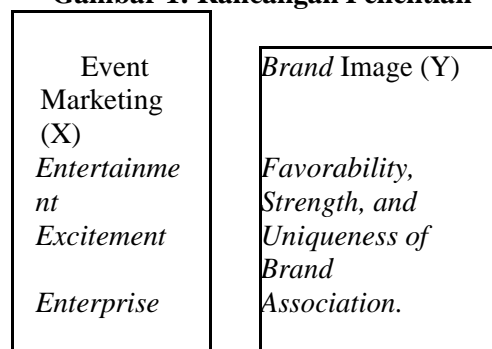 Gambar 1. Rancangan Penelitian
Event
Marketing
(X)
Entertainme
nt
Excitement
Enterprise
Brand Image (Y)
Favorability,
Strength, and
Uniqueness of
Brand
Association.